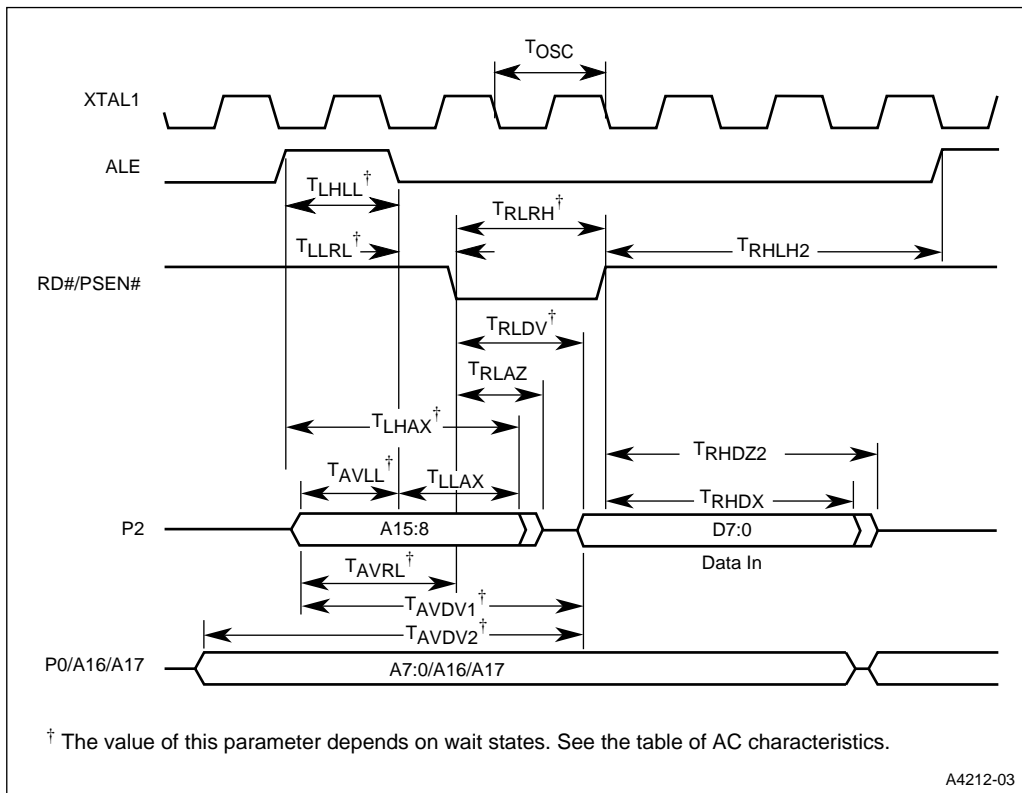 TOSC
XTAL1
ALE
TLHLL†
TRLRH†
TLLRL†
TRHLH2
RD#/PSEN#
TRLDV†
TRLAZ
TLHAX†
TRHDZ2
TAVLL†
TLLAX
TRHDX
P2
A15:8
D7:0
Data In
TAVRL†
TAVDV1†
TAVDV2†
P0/A16/A17
A7:0/A16/A17
† The value of this parameter depends on wait states. See the table of AC characteristics.
A4212-03